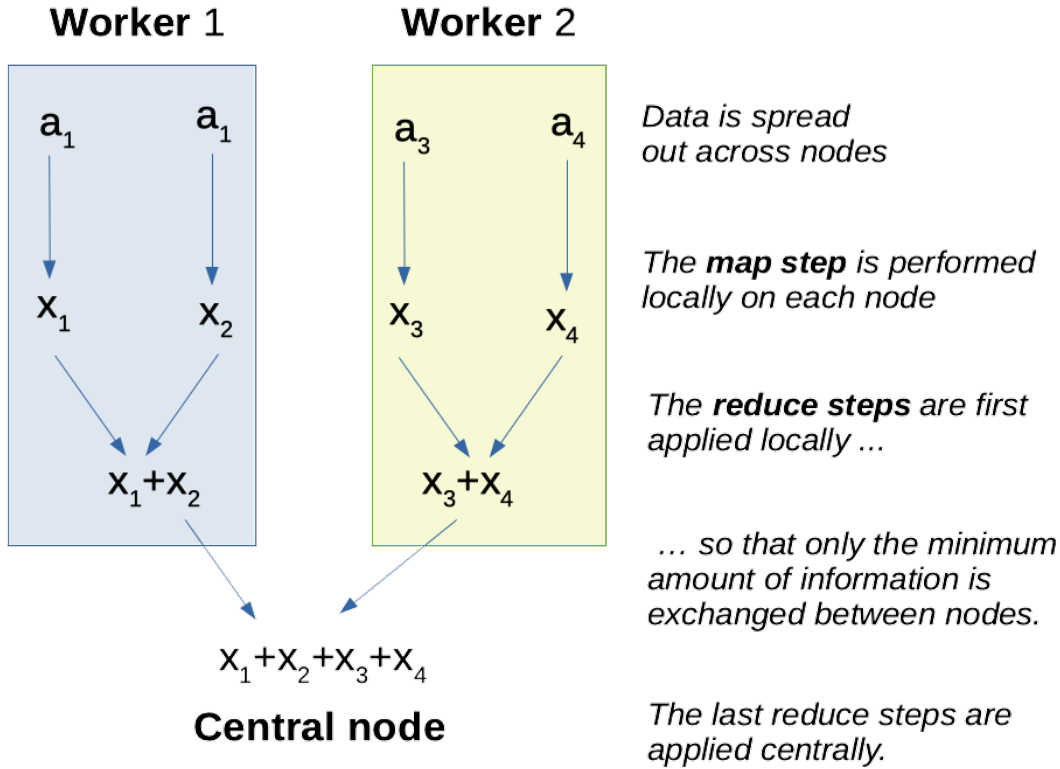 Worker 1 Worker 2
a₁ a₁ a₃ a₄
Data is spread
out across nodes
The map step is performed
locally on each node
x₁ x₂ x₃ x₄
The reduce steps are first
applied locally ...
x₁+x₂ x₃+x₄
… so that only the minimum
amount of information is
exchanged between nodes.
x₁+x₂+x₃+x₄
Central node
The last reduce steps are
applied centrally.